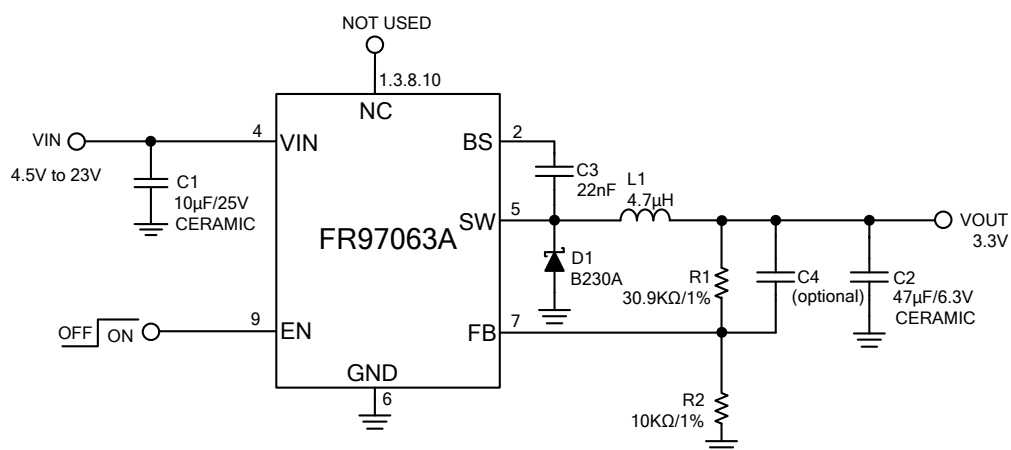 NOT USED
1.3.8.10
NC
VIN
4.5V to 23V
4
VIN
C1
10µF/25V
CERAMIC
BS
2
C3
22nF
L1
4.7µH
SW
5
FR97063A
D1
B230A
VOUT
3.3V
R1
30.9KΩ/1%
C4
(optional)
C2
47µF/6.3V
CERAMIC
OFF
ON
9
EN
FB
7
GND
6
R2
10KΩ/1%